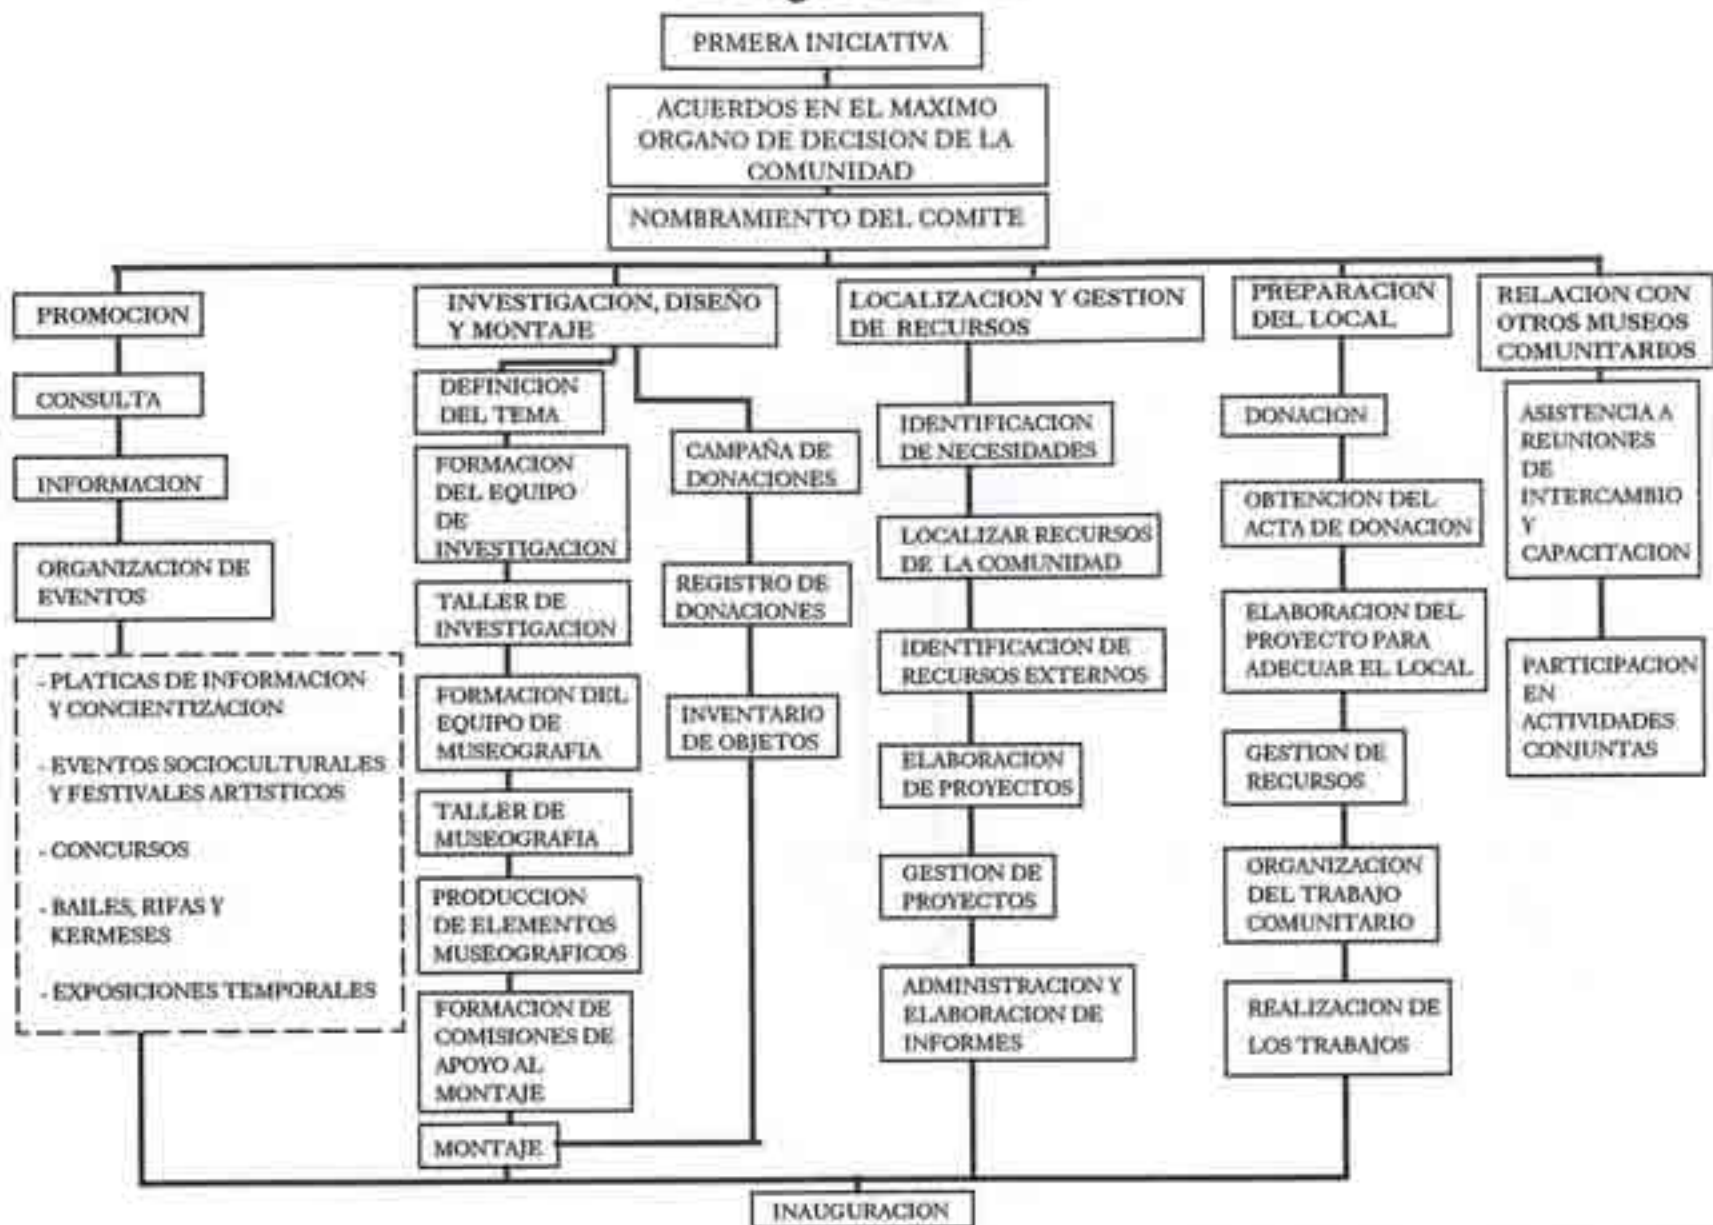 PRMERA INICIATIVA
ACUERDOS EN EL MAXIMO
ORGANO DE DECISION DE LA
COMUNIDAD
NOMBRAMIENTO DEL COMITE
PROMOCION
CONSULTA
INFORMACION
ORGANIZACION DE
EVENTOS
- PLATICAS DE INFORMACION
Y CONCIENTIZACION
- EVENTOS SOCIOCULTURALES
Y FESTIVALES ARTISTICOS
- CONCURSOS
- BAILES, RIFAS Y
KERMESES
- EXPOSICIONES TEMPORALES
INVESTIGACION, DISEÑO
Y MONTAJE
DEFINICION
DEL TEMA
FORMACION
DEL EQUIPO
DE
INVESTIGACION
TALLER DE
INVESTIGACION
FORMACION DEL
EQUIPO DE
MUSEOGRAFIA
TALLER DE
MUSEOGRAFIA
PRODUCCION
DE ELEMENTOS
MUSEOGRAFICOS
FORMACION DE
COMISIONES DE
APOYO AL
MONTAJE
MONTAJE
CAMPAÑA DE
DONACIONES
REGISTRO DE
DONACIONES
INVENTARIO
DE OBJETOS
LOCALIZACION Y GESTION
DE RECURSOS
IDENTIFICACION
DE NECESIDADES
LOCALIZAR RECURSOS
DE LA COMUNIDAD
IDENTIFICACION DE
RECURSOS EXTERNOS
ELABORACION
DE PROYECTOS
GESTION DE
PROYECTOS
ADMINISTRACION Y
ELABORACION DE
INFORMES
PREPARACION
DEL LOCAL
DONACION
OBTENCION DEL
ACTA DE DONACION
ELABORACION DEL
PROYECTO PARA
ADECUAR EL LOCAL
GESTION DE
RECURSOS
ORGANIZACION
DEL TRABAJO
COMUNITARIO
REALIZACION DE
LOS TRABAJOS
RELACION CON
OTROS MUSEOS
COMUNITARIOS
ASISTENCIA A
REUNIONES
DE
INTERCAMBIO
Y
CAPACITACION
PARTICIPACION
EN
ACTIVIDADES
CONJUNTAS
INAUGURACION